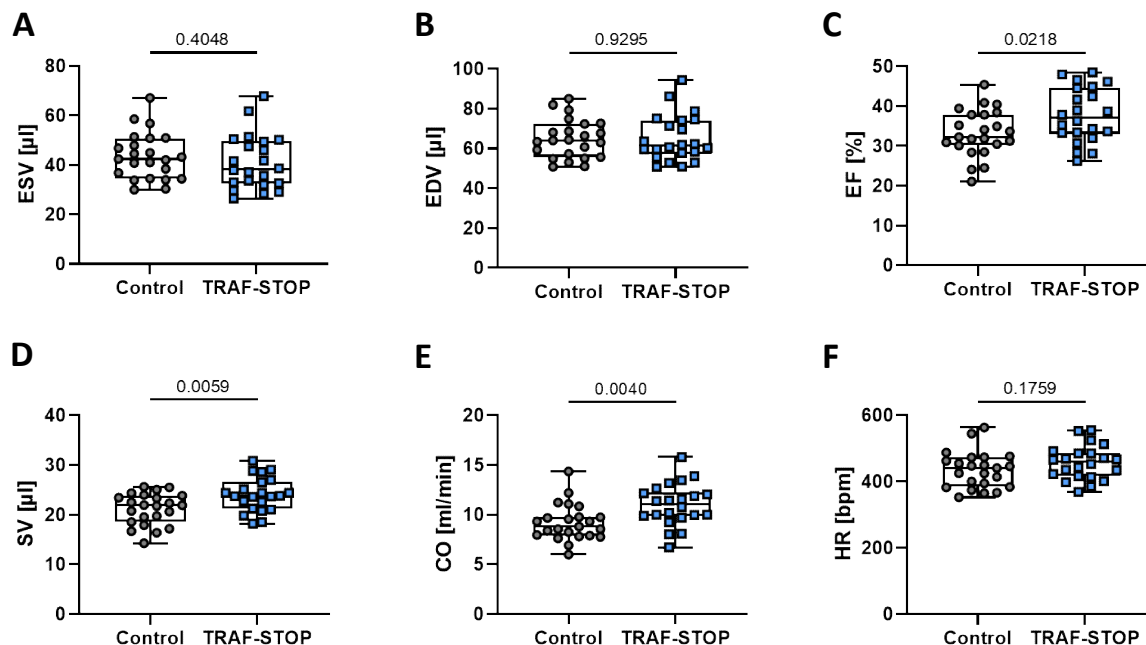 A
0.4048
ESV [µl]
80
60
40
20
0
Control TRAF-STOP
B
0.9295
EDV [µl]
100
80
60
40
20
0
Control TRAF-STOP
C
0.0218
EF [%]
50
40
30
20
10
0
Control TRAF-STOP
D
0.0059
SV [µl]
40
30
20
10
0
Control TRAF-STOP
E
0.0040
CO [ml/min]
20
15
10
5
0
Control TRAF-STOP
F
0.1759
HR [bpm]
600
400
200
0
Control TRAF-STOP